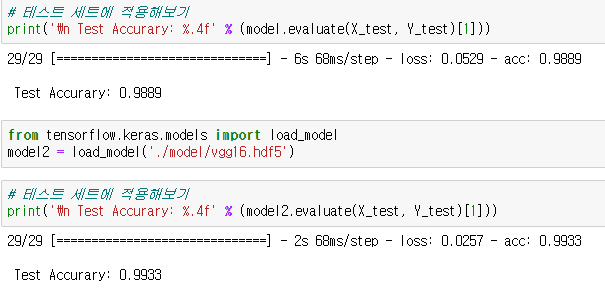 # 테스트 세트에 적용해보기
print('₩n Test Accurary: %.4f' % (model.evaluate(X_test, Y_test)[1]))
29/29 [==============================] - 6s 68ms/step - loss: 0.0529 - acc: 0.9889
Test Accurary: 0.9889
from tensorflow.keras.models import load_model
model2 = load_model('./model/vgg16.hdf5')
# 테스트 세트에 적용해보기
print('₩n Test Accurary: %.4f' % (model2.evaluate(X_test, Y_test)[1]))
29/29 [==============================] - 2s 68ms/step - loss: 0.0257 - acc: 0.9933
Test Accurary: 0.9933